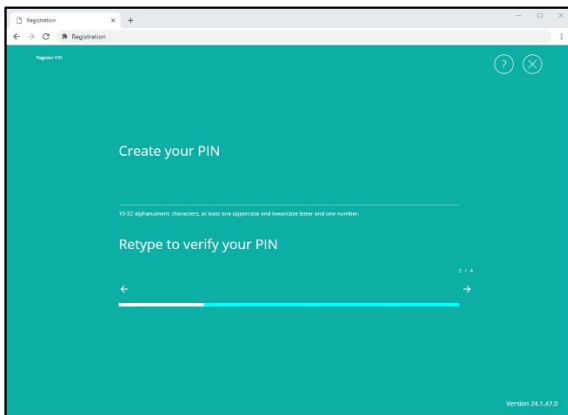 Registration
Registration
Register PIN
?
Create your PIN
10-32 alphanumeric characters, at least one uppercase and lowercase letter and one number.
Retype to verify your PIN
2 / 4
Version 24.1.47.0